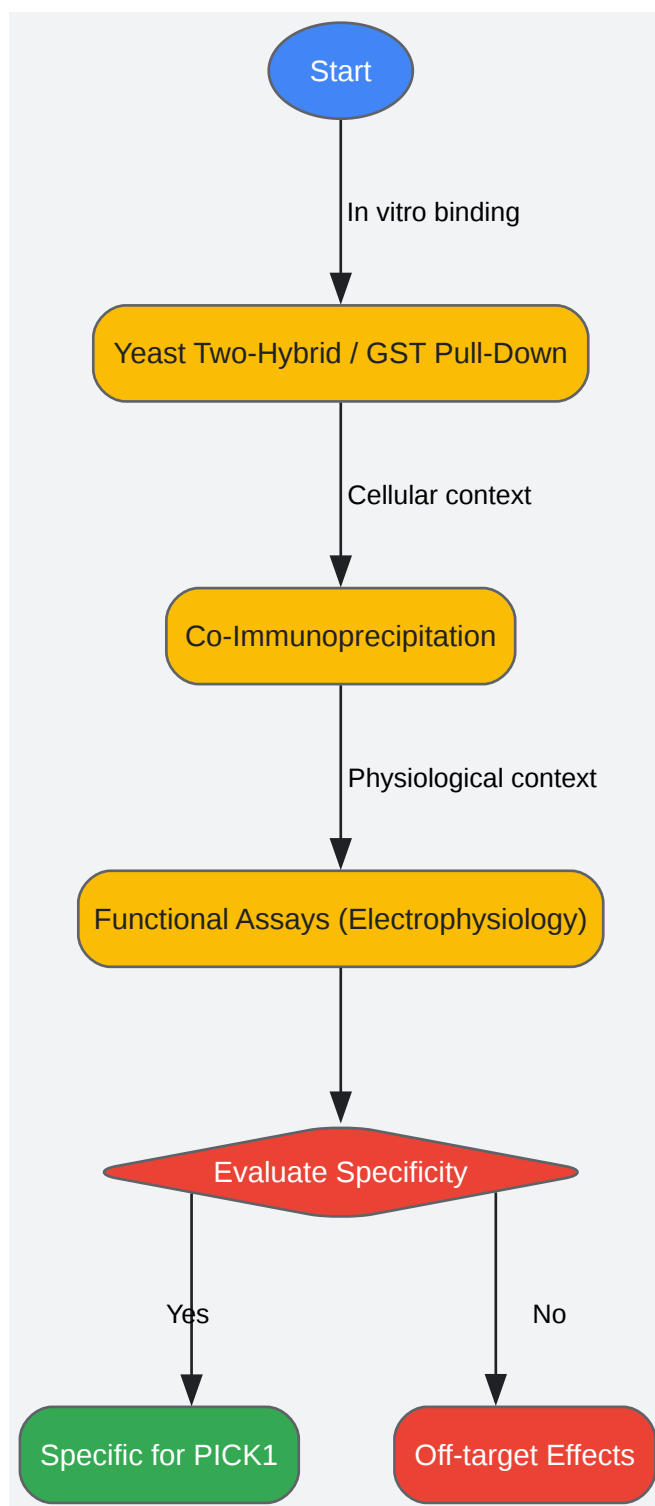 Start
In vitro binding
Yeast Two-Hybrid / GST Pull-Down
Cellular context
Co-Immunoprecipitation
Physiological context
Functional Assays (Electrophysiology)
Evaluate Specificity
Yes
No
Specific for PICK1
Off-target Effects